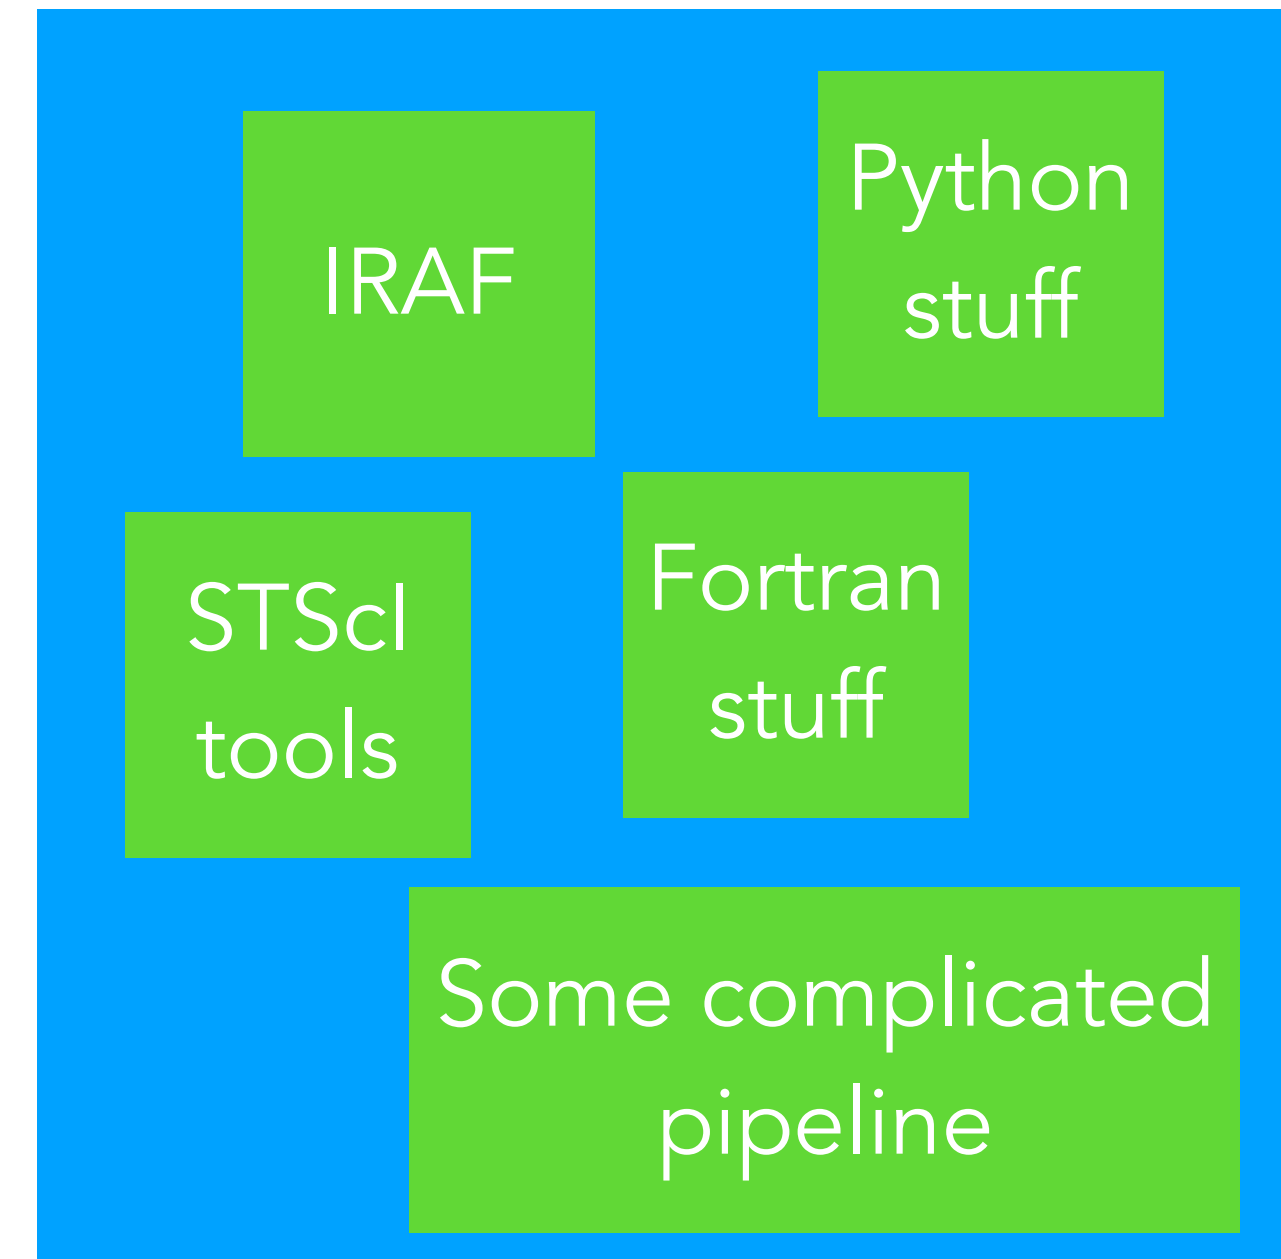 IRAF
Python
stuff
STScI
tools
Fortran
stuff
Some complicated
pipeline